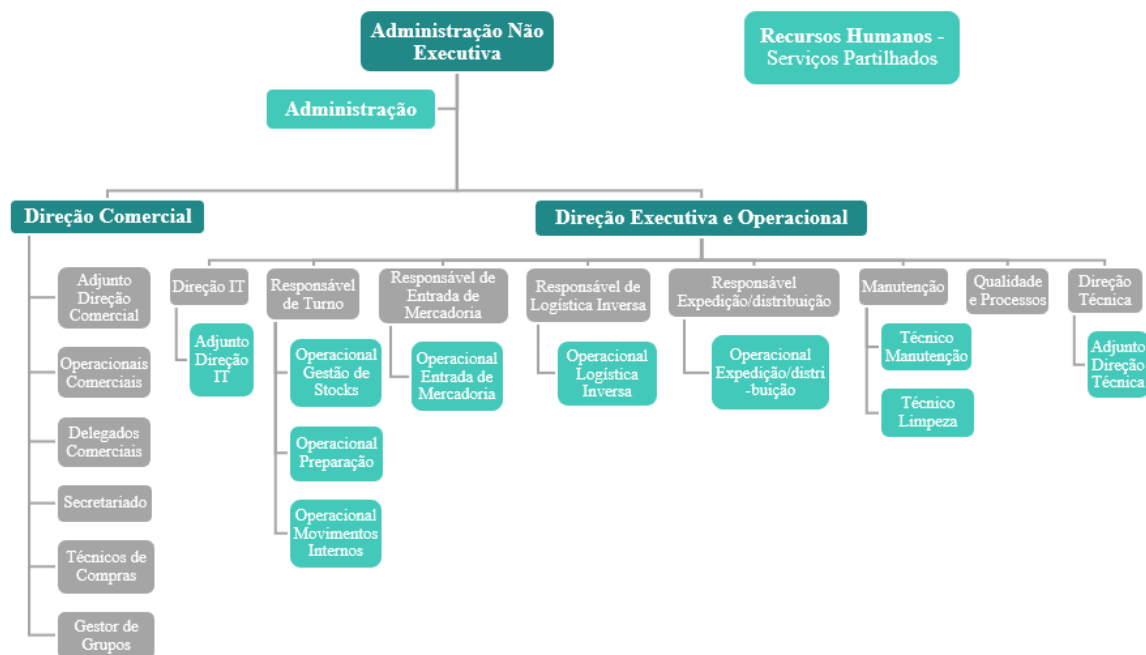 Administração Não
Executiva
Recursos Humanos -
Serviços Partilhados
Administração
Direção Comercial
Direção Executiva e Operacional
Adjunto
Direção
Comercial
Operacionais
Comerciais
Delegados
Comerciais
Secretariado
Técnicos de
Compras
Gestor de
Grupos
Direção IT
Adjunto
Direção
IT
Responsável
de Turno
Operacional
Gestão de
Stocks
Operacional
Preparação
Operacional
Movimentos
Internos
Responsável de
Entrada de
Mercadoria
Operacional
Entrada de
Mercadoria
Responsável de
Logística Inversa
Operacional
Logística
Inversa
Responsável
Expedição/distribuição
Operacional
Expedição/distri
-buição
Manutenção
Técnico
Manutenção
Técnico
Limpeza
Qualidade
e Processos
Direção
Técnica
Adjunto
Direção
Técnica